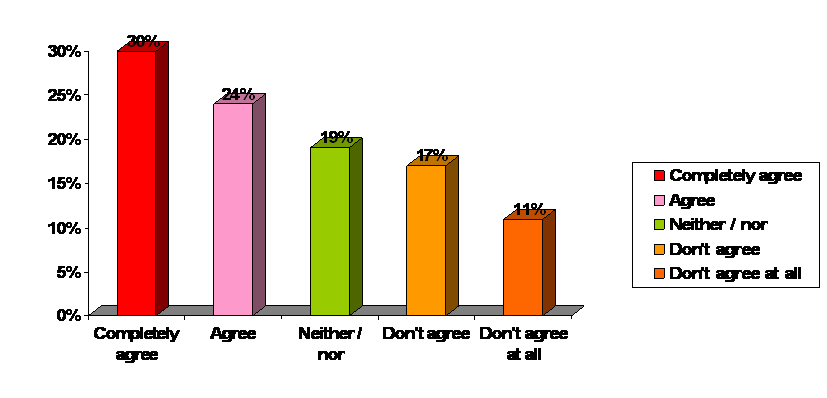 30%
30%
25%
24%
20%
19%
17%
15%
11%
10%
5%
0%
Completely
agree
Agree
Neither /
nor
Don't agree
Don't agree
at all
Completely agree
Agree
Neither / nor
Don't agree
Don't agree at all